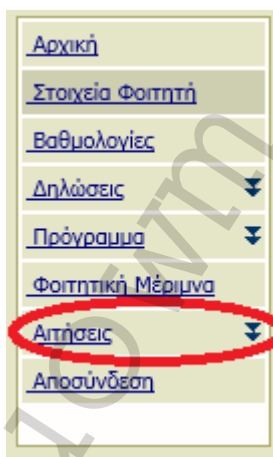 Αρχική
Στοιχεία Φοιτητή
Βαθμολογίες
Δηλώσεις
Πρόγραμμα
Φοιτητική Μέριμνα
Αιτήσεις
Αποσύνδεση